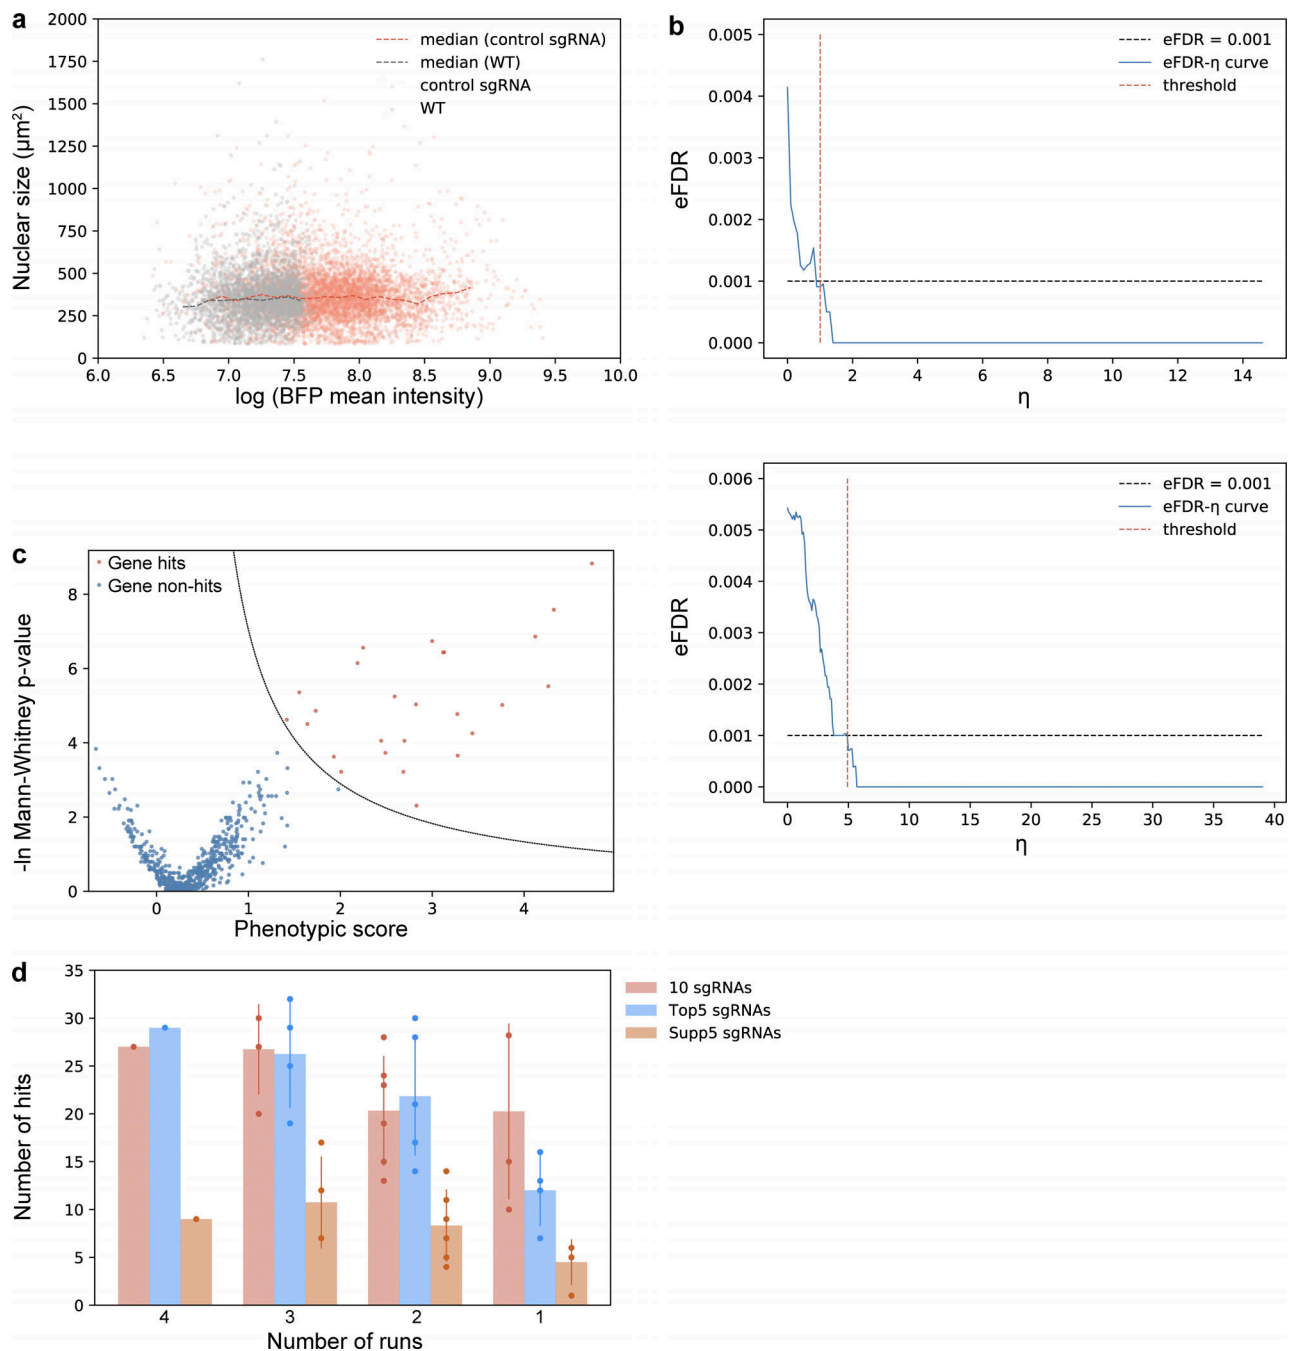 a
2000
1750
1500
1250
1000
750
500
250
0
Nuclear size (μm²)
median (control sgRNA)
median (WT)
control sgRNA
WT
6.0 6.5 7.0 7.5 8.0 8.5 9.0 9.5 10.0
log (BFP mean intensity)
b
0.005
0.004
0.003
0.002
0.001
0.000
eFDR
eFDR = 0.001
eFDR-η curve
threshold
0 2 4 6 8 10 12 14
η
0.006
0.005
0.004
0.003
0.002
0.001
0.000
eFDR
eFDR = 0.001
eFDR-η curve
threshold
0 5 10 15 20 25 30 35 40
η
c
Gene hits
Gene non-hits
8
6
4
2
0
-ln Mann-Whitney p-value
0 1 2 3 4
Phenotypic score
d
35
30
25
20
15
10
5
0
Number of hits
10 sgRNAs
Top5 sgRNAs
Supp5 sgRNAs
4 3 2 1
Number of runs